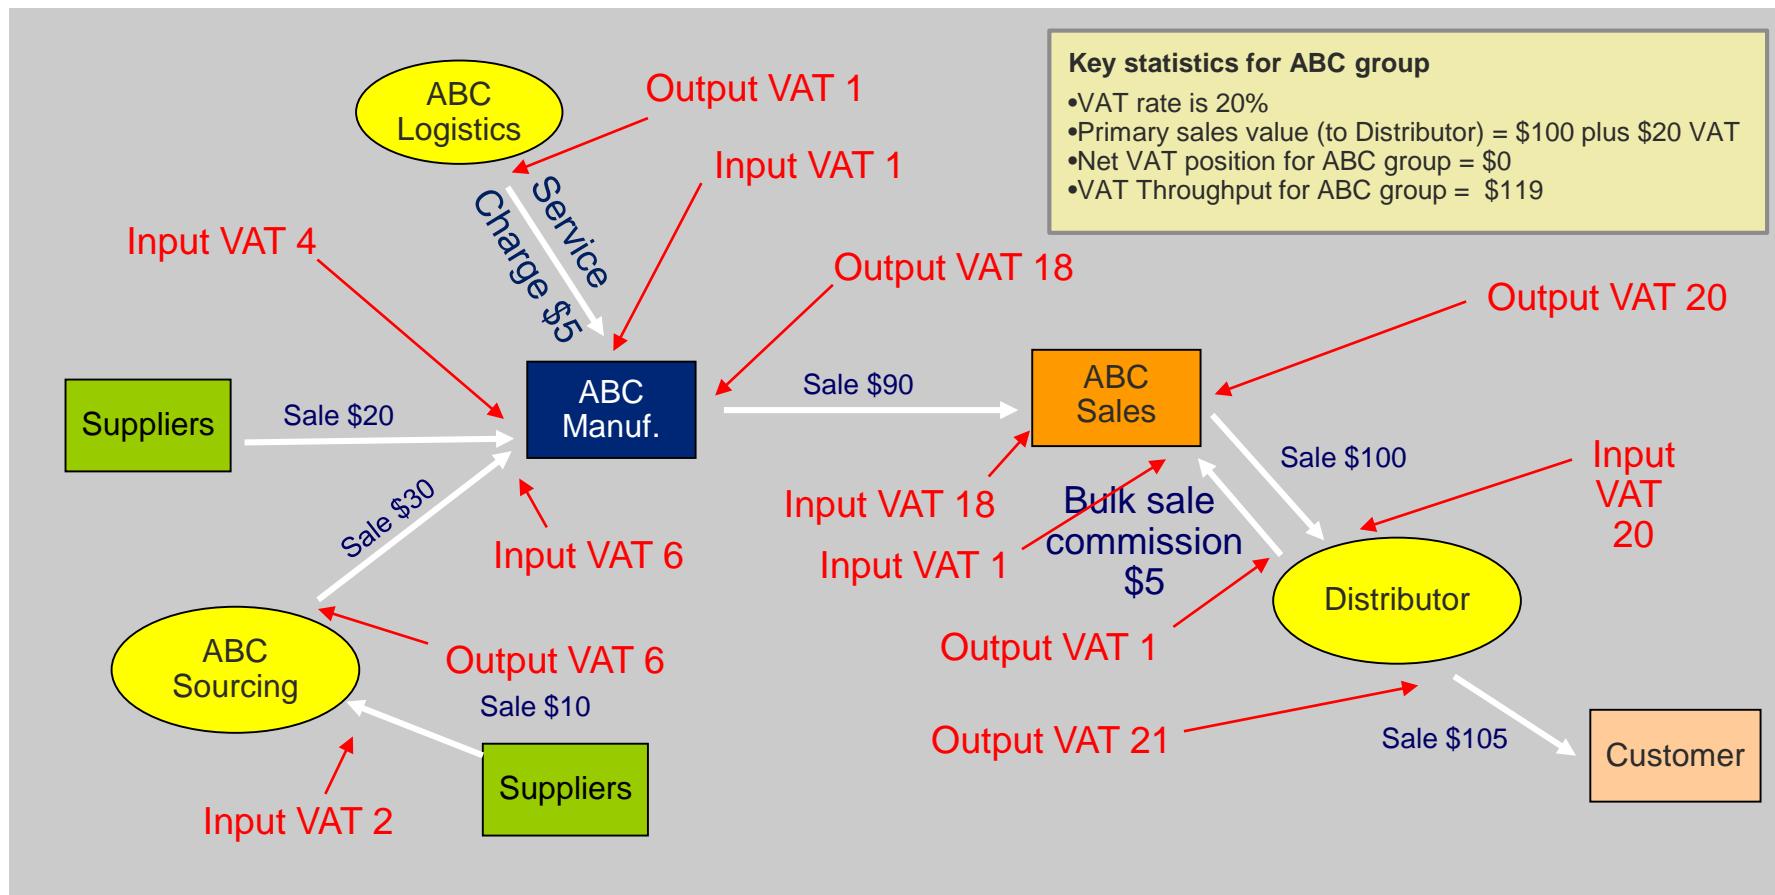 Key statistics for ABC group
•VAT rate is 20%
•Primary sales value (to Distributor) = $100 plus $20 VAT
•Net VAT position for ABC group = $0
•VAT Throughput for ABC group =  $119
ABC
Logistics
Output VAT 1
Input VAT 1
Service
Charge $5
Input VAT 4
Output VAT 18
Output VAT 20
Suppliers
Sale $20
ABC
Manuf.
Sale $90
ABC
Sales
Sale $100
Input
VAT
20
Sale $30
Input VAT 6
Input VAT 18
Input VAT 1
Bulk sale
commission
$5
Distributor
Output VAT 1
ABC
Sourcing
Output VAT 6
Sale $10
Output VAT 21
Sale $105
Customer
Suppliers
Input VAT 2